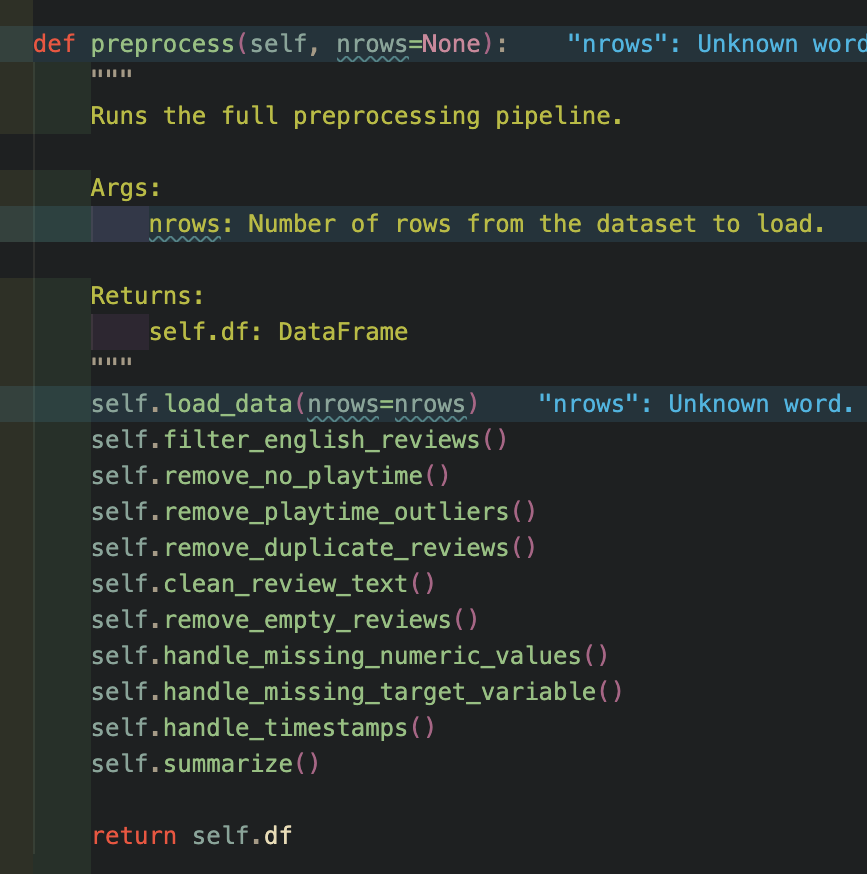 def preprocess(self, nrows=None):    "nrows": Unknown word
"""
Runs the full preprocessing pipeline.
Args:
nrows: Number of rows from the dataset to load.
Returns:
self.df: DataFrame
"""
self.load_data(nrows=nrows)    "nrows": Unknown word.
self.filter_english_reviews()
self.remove_no_playtime()
self.remove_playtime_outliers()
self.remove_duplicate_reviews()
self.clean_review_text()
self.remove_empty_reviews()
self.handle_missing_numeric_values()
self.handle_missing_target_variable()
self.handle_timestamps()
self.summarize()
return self.df